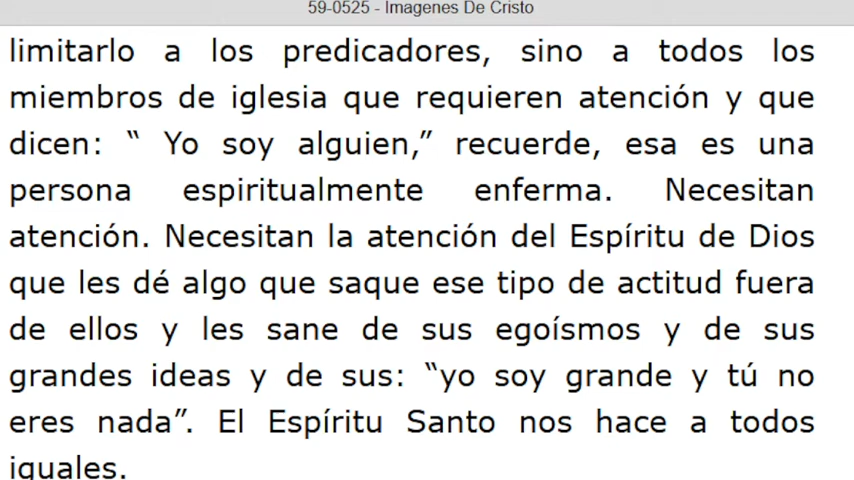 59-0525 - Imagenes De Cristo
limitarlo a los predicadores, sino a todos los
miembros de iglesia que requieren atención y que
dicen: “ Yo soy alguien,” recuerde, esa es una
persona espiritualmente enferma. Necesitan
atención. Necesitan la atención del Espíritu de Dios
que les dé algo que saque ese tipo de actitud fuera
de ellos y les sane de sus egoísmos y de sus
grandes ideas y de sus: “yo soy grande y tú no
eres nada”. El Espíritu Santo nos hace a todos
iguales.